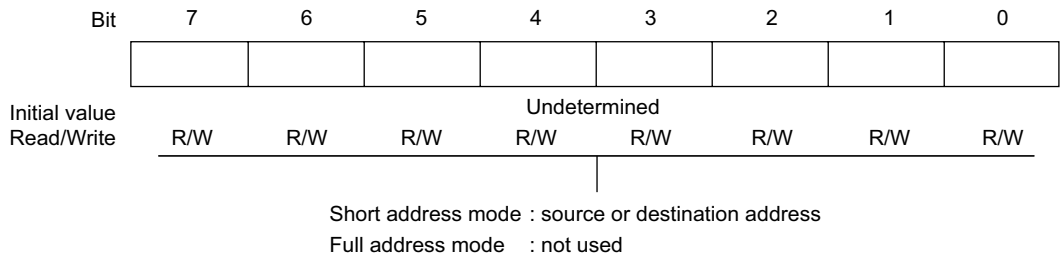 Bit 7 6 5 4 3 2 1 0
Initial value Undetermined
Read/Write R/W R/W R/W R/W R/W R/W R/W R/W
Short address mode : source or destination address
Full address mode : not used